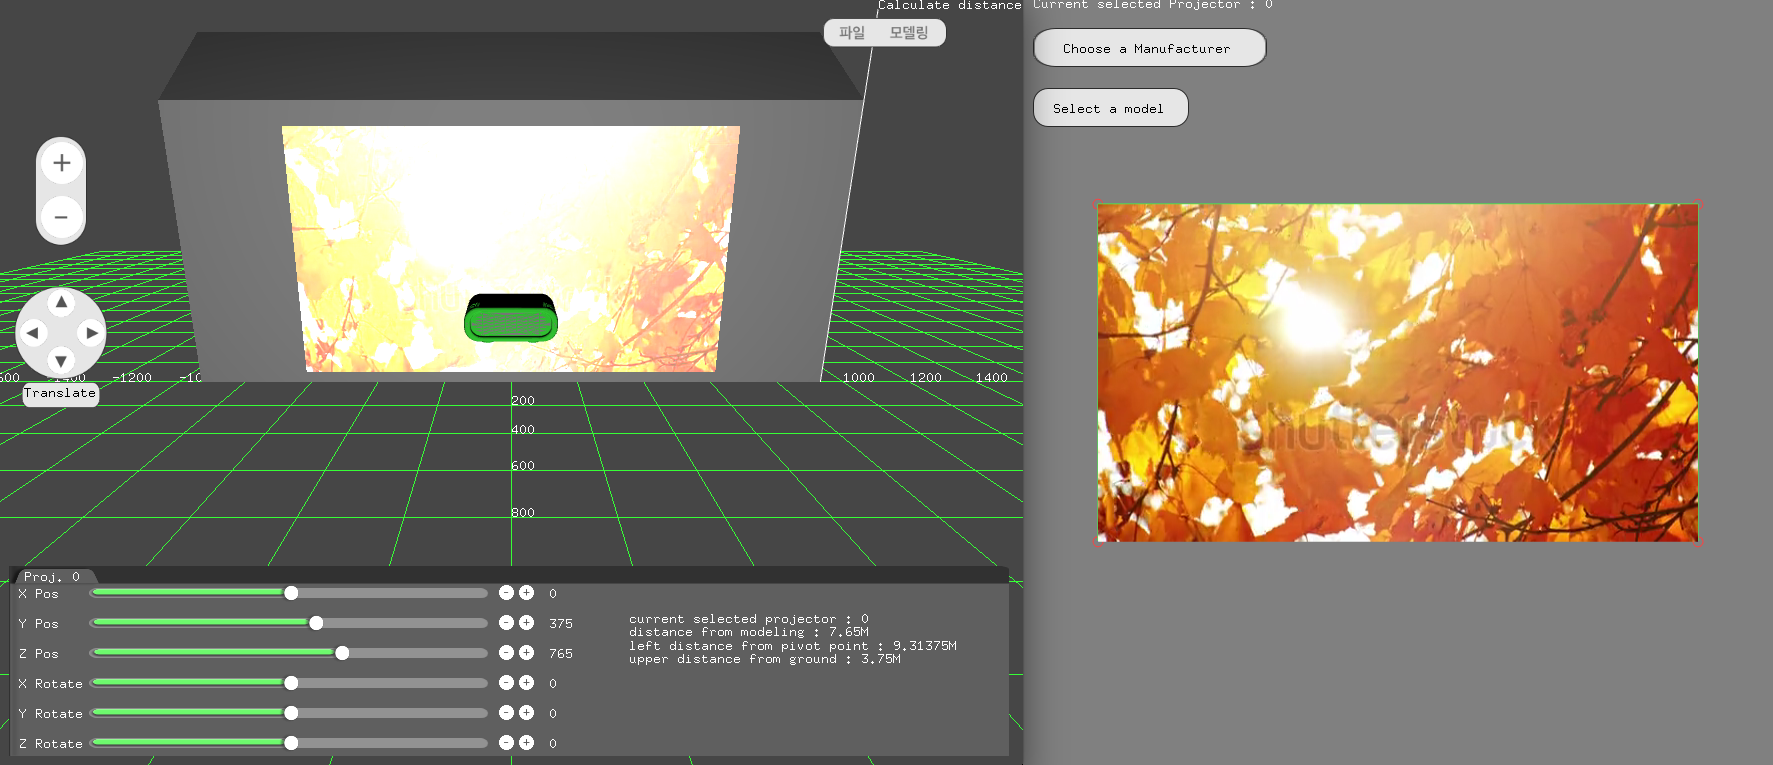 Calculate distance
파일 모델링
Current selected Projector : 0
Choose a Manufacturer
Select a model
shutterstock
Translate
-1200
1000
1200
1400
200
400
600
800
Proj. 0
X Pos - + 0
Y Pos - + 375
Z Pos - + 765
X Rotate - + 0
Y Rotate - + 0
Z Rotate - + 0
current selected projector : 0
distance from modeling : 7.65M
left distance from pivot point : 9.31375M
upper distance from ground : 3.75M